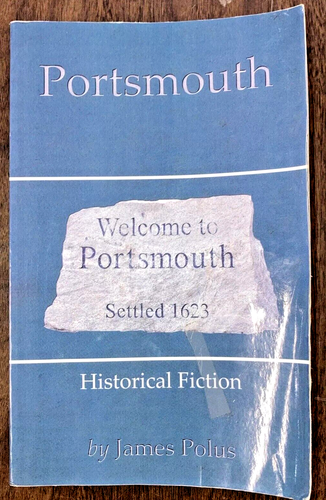 Portsmouth
Welcome to
Portsmouth
Settled 1623
Historical Fiction
by James Polus